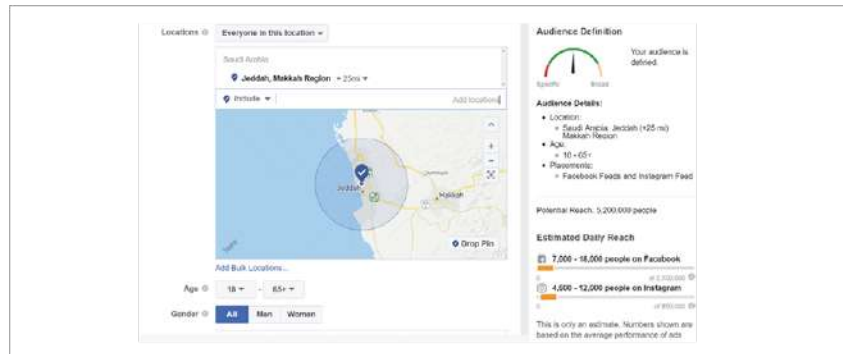 Locations
Everyone in this location
Saudi Arabia
Jeddah, Makkah Region + 25mi
Include
Add locations
Jeddah
Makkah
Drop Pin
Add Bulk Locations...
Age
18 - 65+
Gender
All Men Women
Audience Definition
Your audience is
defined.
Specific Broad
Audience Details:
Location:
Saudi Arabia: Jeddah (+25 mi)
Makkah Region
Age:
18 - 65+
Placements:
Facebook Feeds and Instagram Feed
Potential Reach: 5,200,000 people
Estimated Daily Reach
7,000 - 18,000 people on Facebook
0 of
4,600 - 12,000 people on Instagram
0 of
This is only an estimate. Numbers shown are
based on the average performance of ads